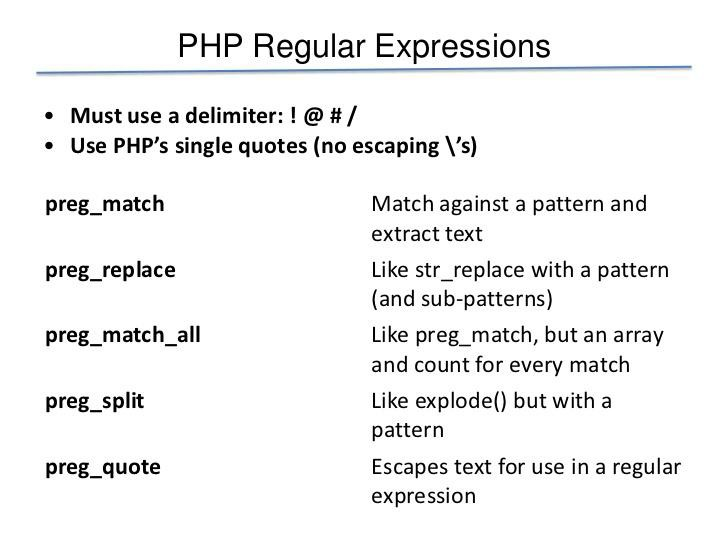 PHP Regular Expressions
• Must use a delimiter: ! @ # /
• Use PHP’s single quotes (no escaping \’s)
preg_match
Match against a pattern and
extract text
preg_replace
Like str_replace with a pattern
(and sub-patterns)
preg_match_all
Like preg_match, but an array
and count for every match
preg_split
Like explode() but with a
pattern
preg_quote
Escapes text for use in a regular
expression